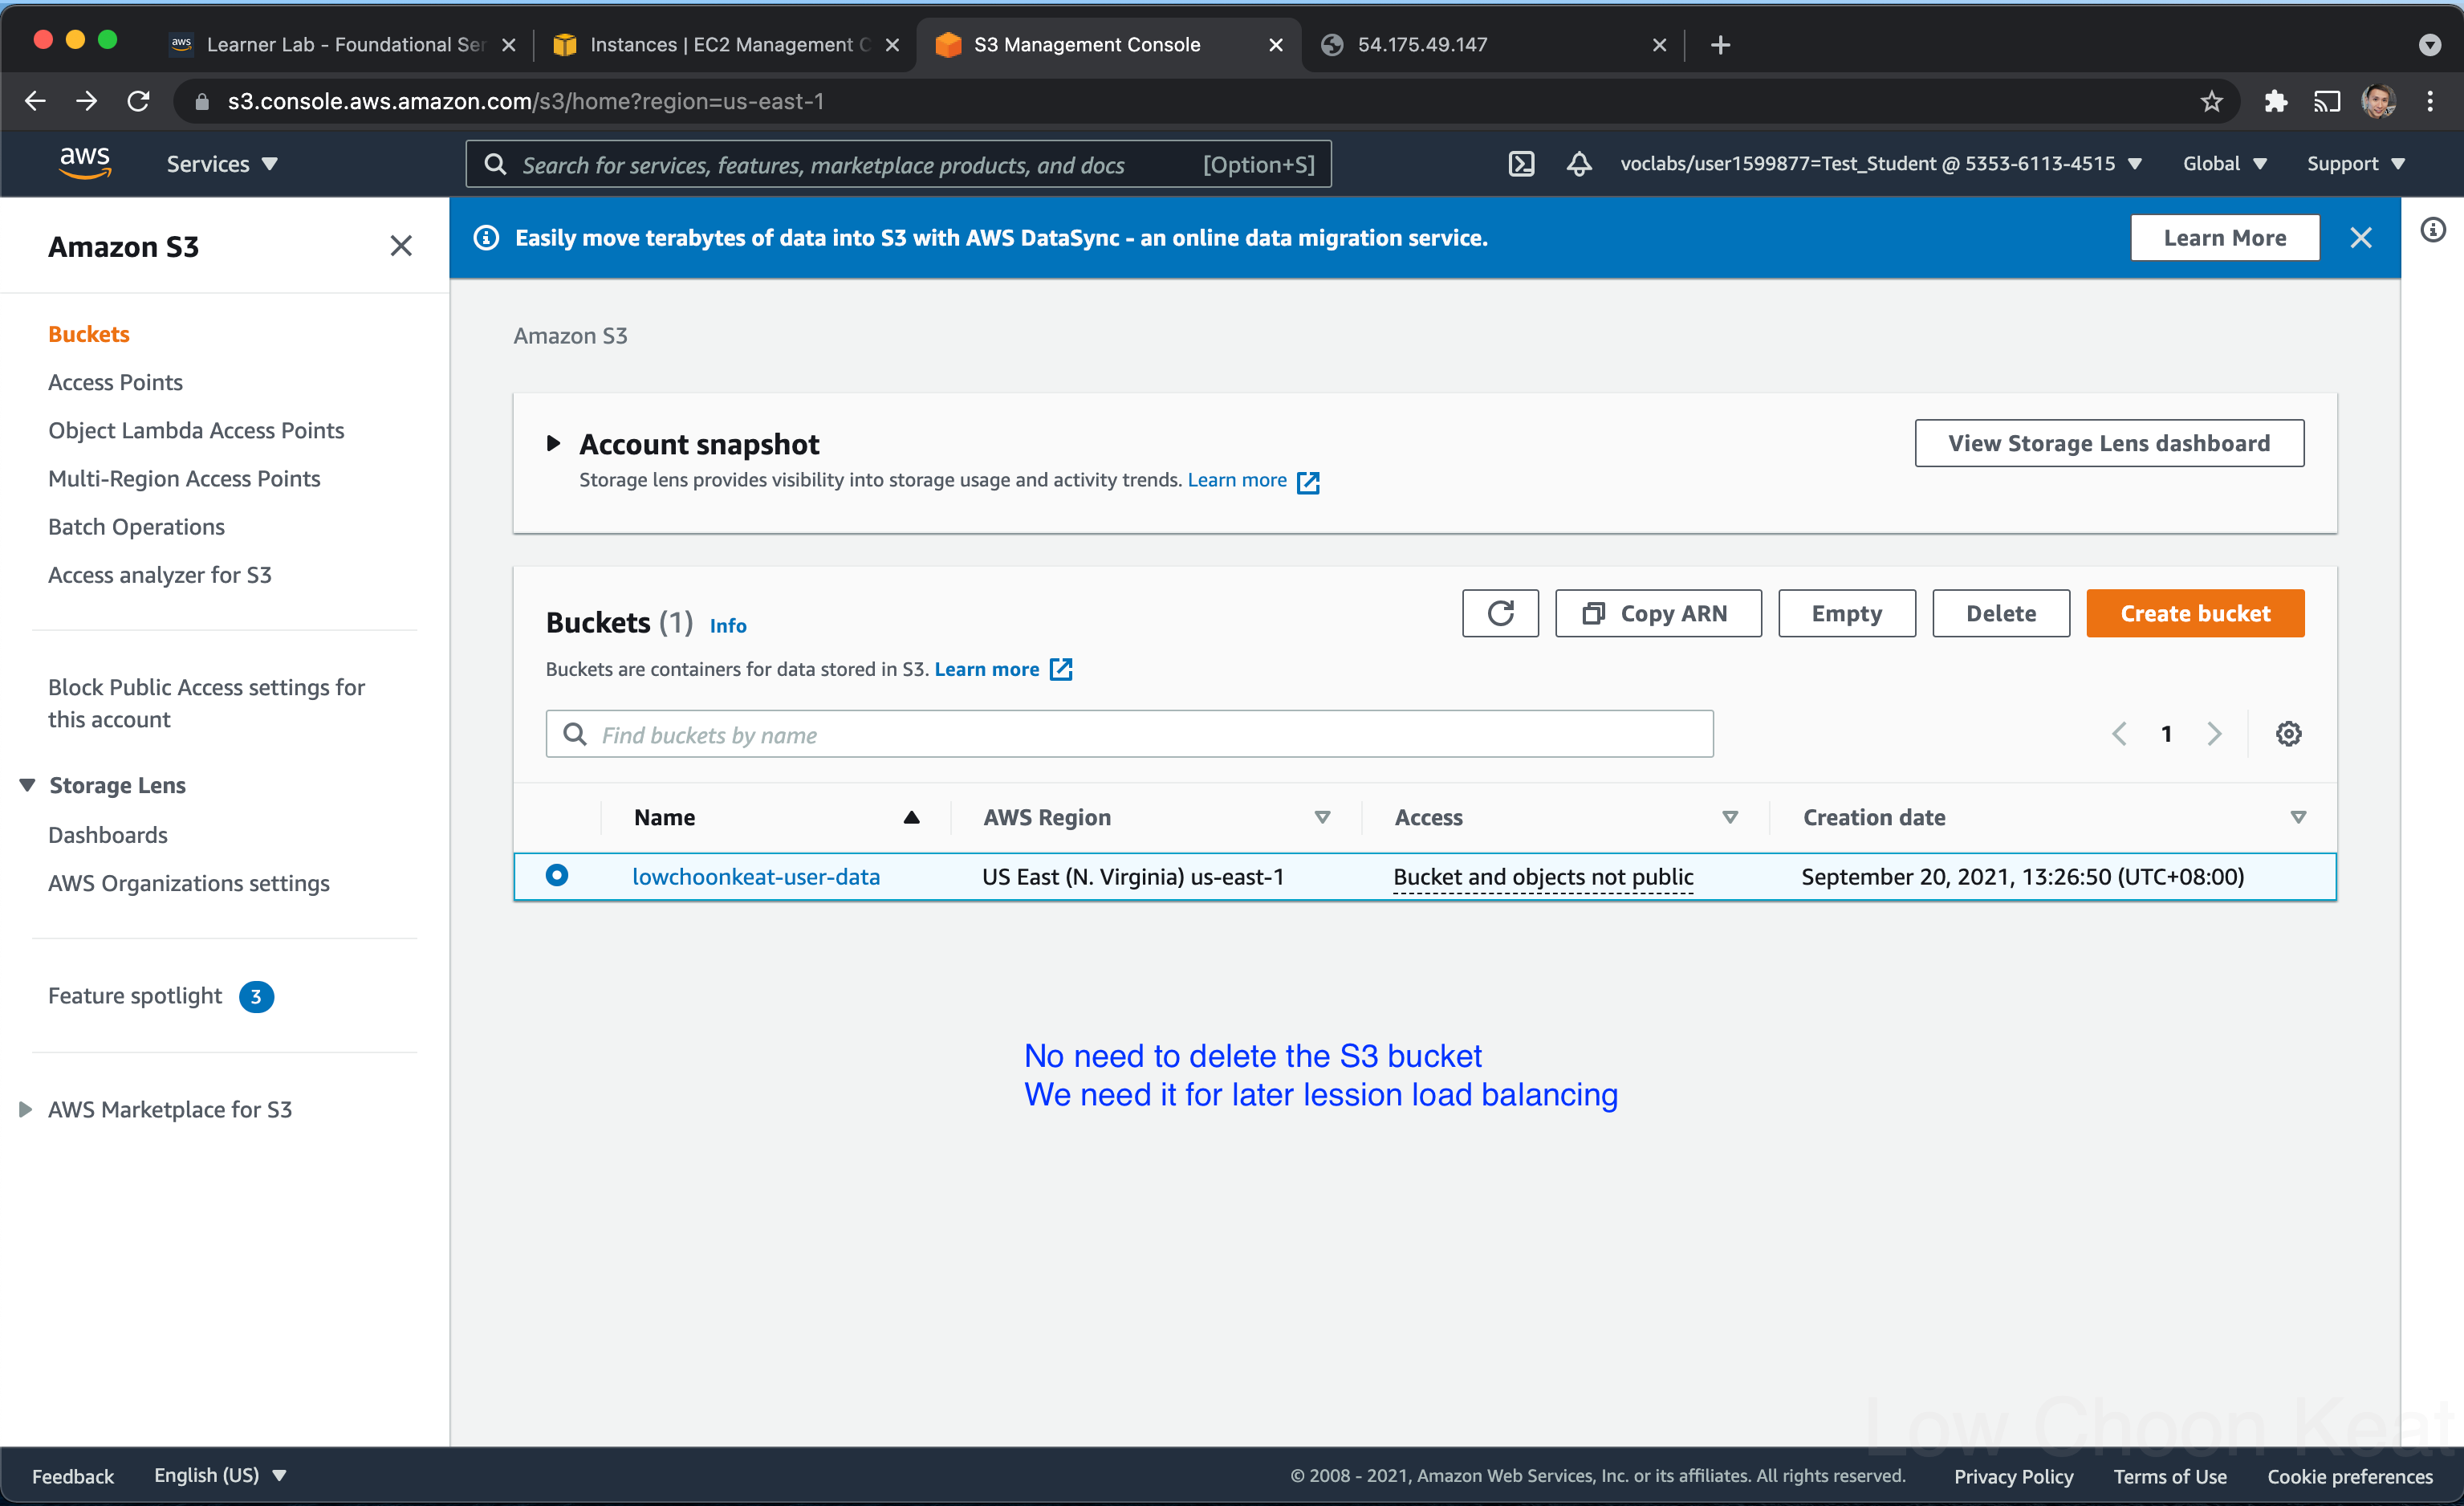 aws Learner Lab - Foundational Ser
Instances | EC2 Management C
S3 Management Console
54.175.49.147
s3.console.aws.amazon.com/s3/home?region=us-east-1
aws
Services
Search for services, features, marketplace products, and docs [Option+S]
voclabs/user1599877=Test_Student @ 5353-6113-4515
Global
Support
Amazon S3
Buckets
Access Points
Object Lambda Access Points
Multi-Region Access Points
Batch Operations
Access analyzer for S3
Block Public Access settings for
this account
Storage Lens
Dashboards
AWS Organizations settings
Feature spotlight 3
AWS Marketplace for S3
Easily move terabytes of data into S3 with AWS DataSync - an online data migration service.
Learn More
Amazon S3
Account snapshot
View Storage Lens dashboard
Storage lens provides visibility into storage usage and activity trends. Learn more
Buckets (1) Info
Copy ARN
Empty
Delete
Create bucket
Buckets are containers for data stored in S3. Learn more
Find buckets by name
1
Name AWS Region Access Creation date
lowchoonkeat-user-data US East (N. Virginia) us-east-1 Bucket and objects not public September 20, 2021, 13:26:50 (UTC+08:00)
No need to delete the S3 bucket
We need it for later lession load balancing
Low Choon Keat
Feedback English (US) © 2008 - 2021, Amazon Web Services, Inc. or its affiliates. All rights reserved. Privacy Policy Terms of Use Cookie preferences